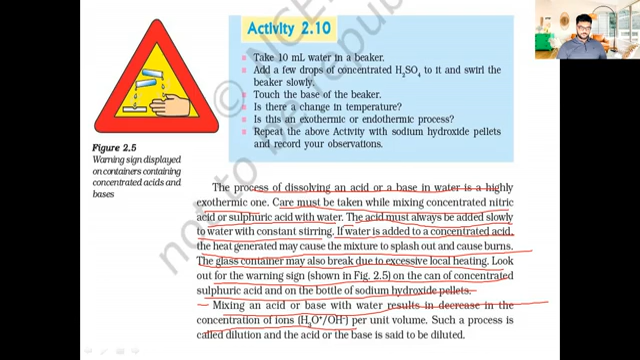 Activity 2.10
Take 10 mL water in a beaker.
Add a few drops of concentrated H₂SO₄ to it and swirl the
beaker slowly.
Touch the base of the beaker.
Is there a change in temperature?
Is this an exothermic or endothermic process?
Repeat the above Activity with sodium hydroxide pellets
and record your observations.
Figure 2.5
Warning sign displayed
on containers containing
concentrated acids and
bases
The process of dissolving an acid or a base in water is a highly
exothermic one. Care must be taken while mixing concentrated nitric
acid or sulphuric acid with water. The acid must always be added slowly
to water with constant stirring. If water is added to a concentrated acid,
the heat generated may cause the mixture to splash out and cause burns.
The glass container may also break due to excessive local heating. Look
out for the warning sign (shown in Fig. 2.5) on the can of concentrated
sulphuric acid and on the bottle of sodium hydroxide pellets.
Mixing an acid or base with water results in decrease in the
concentration of ions (H₃O⁺/OH⁻) per unit volume. Such a process is
called dilution and the acid or the base is said to be diluted.
© NC
not to be republ